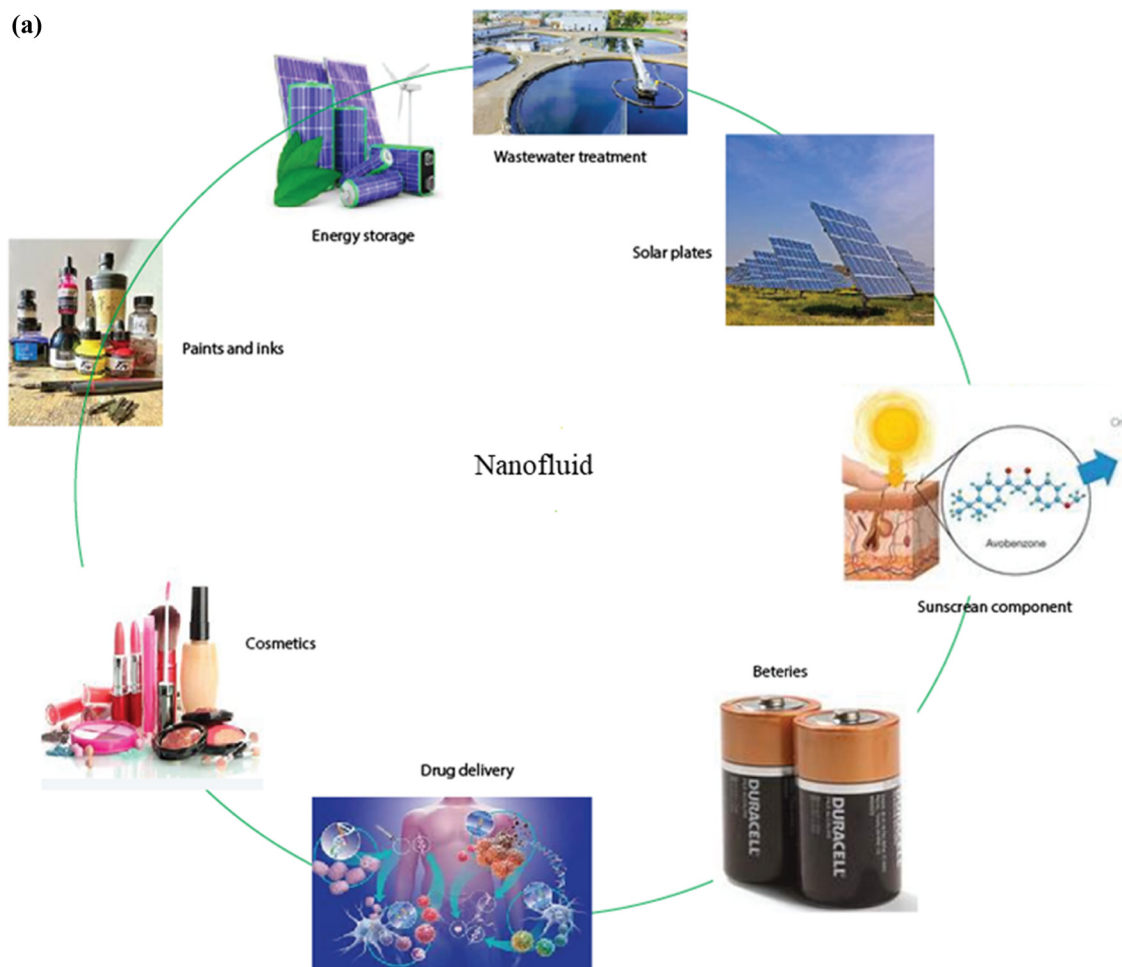 (a)
Wastewater treatment
Energy storage
Solar plates
Paints and inks
Nanofluid
Avobenzone
Sunscrean component
Cosmetics
Beteries
Drug delivery
DURACELL
DURACELL